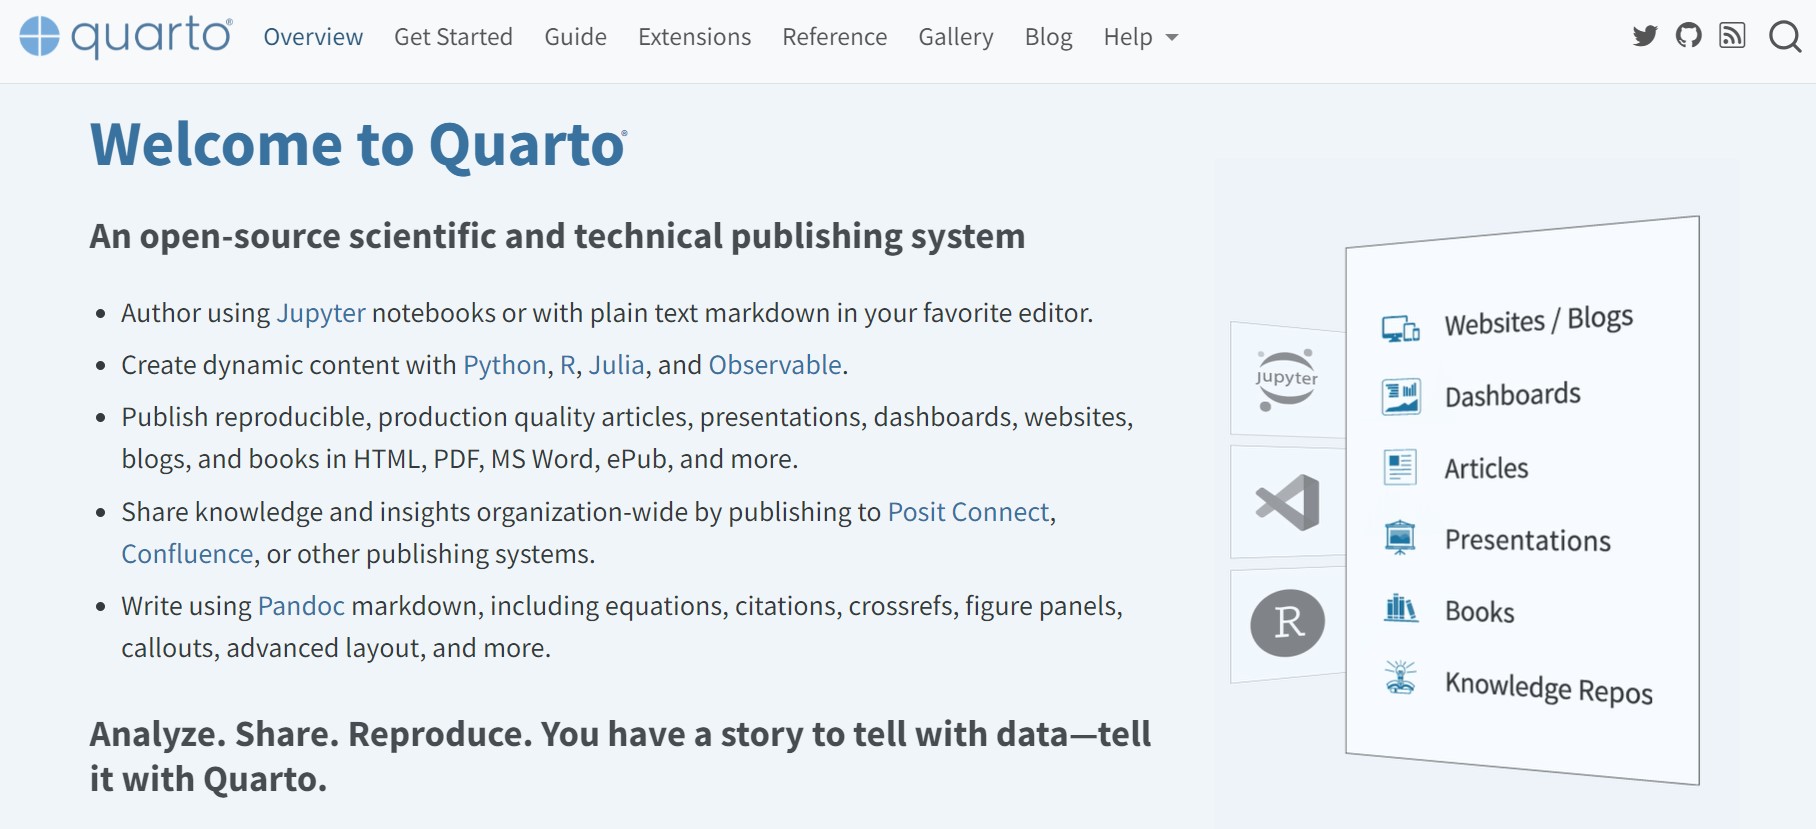 quarto®
Overview Get Started Guide Extensions Reference Gallery Blog Help
Welcome to Quarto®
An open-source scientific and technical publishing system
• Author using Jupyter notebooks or with plain text markdown in your favorite editor.
• Create dynamic content with Python, R, Julia, and Observable.
• Publish reproducible, production quality articles, presentations, dashboards, websites,
blogs, and books in HTML, PDF, MS Word, ePub, and more.
• Share knowledge and insights organization-wide by publishing to Posit Connect,
Confluence, or other publishing systems.
• Write using Pandoc markdown, including equations, citations, crossrefs, figure panels,
callouts, advanced layout, and more.
Analyze. Share. Reproduce. You have a story to tell with data—tell
it with Quarto.
Jupyter
R
Websites / Blogs
Dashboards
Articles
Presentations
Books
Knowledge Repos